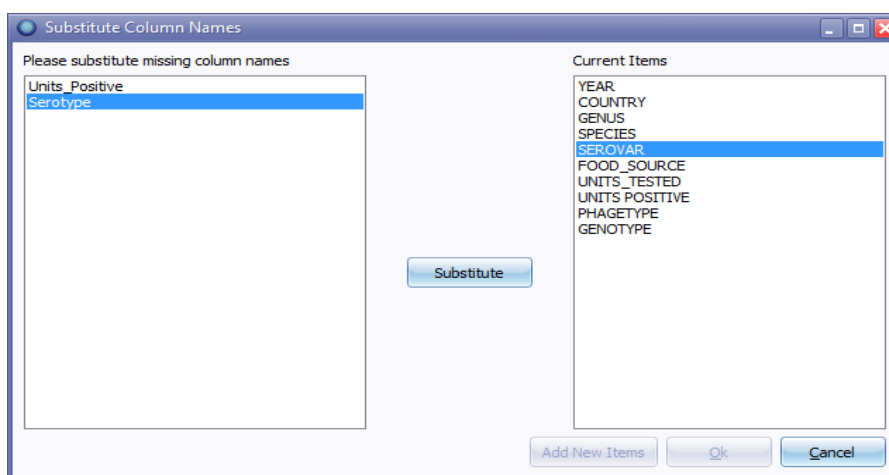 Substitute Column Names
Please substitute missing column names
Units_Positive
Serotype
Substitute
Current Items
YEAR
COUNTRY
GENUS
SPECIES
SEROVAR
FOOD_SOURCE
UNITS_TESTED
UNITS POSITIVE
PHAGETYPE
GENOTYPE
Add New Items
Ok
Cancel